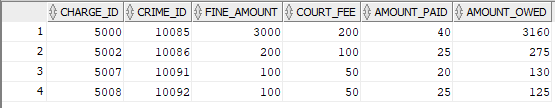 CHARGE_ID CRIME_ID FINE_AMOUNT COURT_FEE AMOUNT_PAID AMOUNT_OWED
1 5000 10085 3000 200 40 3160
2 5002 10086 200 100 25 275
3 5007 10091 100 50 20 130
4 5008 10092 100 50 25 125